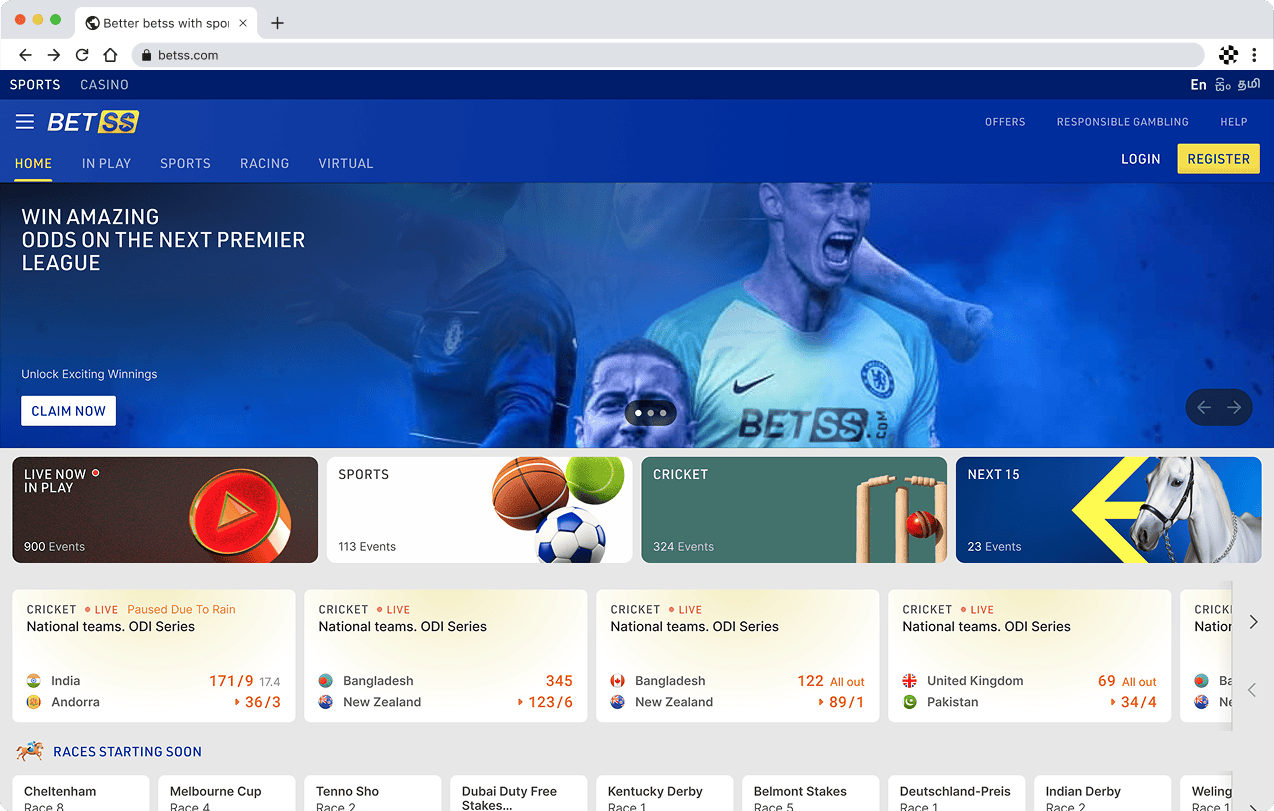 Better betss with spo
betss.com
SPORTS CASINO
En සිං தமி
BETSS
OFFERS RESPONSIBLE GAMBLING HELP
HOME IN PLAY SPORTS RACING VIRTUAL
LOGIN REGISTER
WIN AMAZING
ODDS ON THE NEXT PREMIER
LEAGUE
Unlock Exciting Winnings
CLAIM NOW
BETSS.COM
LIVE NOW
IN PLAY
900 Events
SPORTS
113 Events
CRICKET
324 Events
NEXT 15
23 Events
CRICKET LIVE Paused Due To Rain
National teams. ODI Series
India 171/9 17.4
Andorra 36/3
CRICKET LIVE
National teams. ODI Series
Bangladesh 345
New Zealand 123/6
CRICKET LIVE
National teams. ODI Series
Bangladesh 122 All out
New Zealand 89/1
CRICKET LIVE
National teams. ODI Series
United Kingdom 69 All out
Pakistan 34/4
CRICK
Nation
Ba
Ne
RACES STARTING SOON
Cheltenham
Race 8
Melbourne Cup
Race 4
Tenno Sho
Race 2
Dubai Duty Free
Stakes...
Kentucky Derby
Race 1
Belmont Stakes
Race 5
Deutschland-Preis
Race 1
Indian Derby
Race 2
Weling
Race 1